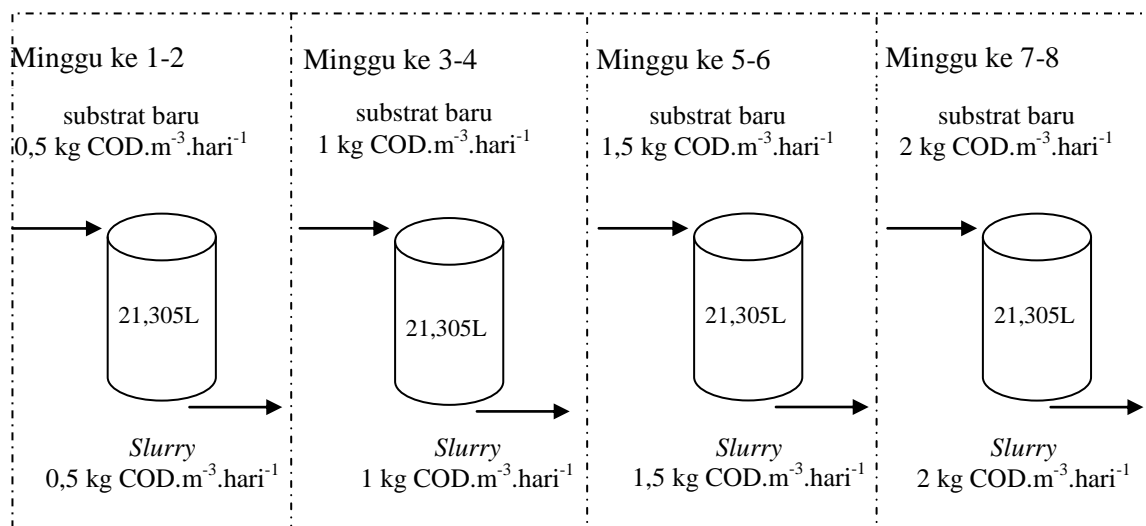 Minggu ke 1-2
substrat baru
0,5 kg COD.m⁻³.hari⁻¹
21,305L
Slurry
0,5 kg COD.m⁻³.hari⁻¹
Minggu ke 3-4
substrat baru
1 kg COD.m⁻³.hari⁻¹
21,305L
Slurry
1 kg COD.m⁻³.hari⁻¹
Minggu ke 5-6
substrat baru
1,5 kg COD.m⁻³.hari⁻¹
21,305L
Slurry
1,5 kg COD.m⁻³.hari⁻¹
Minggu ke 7-8
substrat baru
2 kg COD.m⁻³.hari⁻¹
21,305L
Slurry
2 kg COD.m⁻³.hari⁻¹